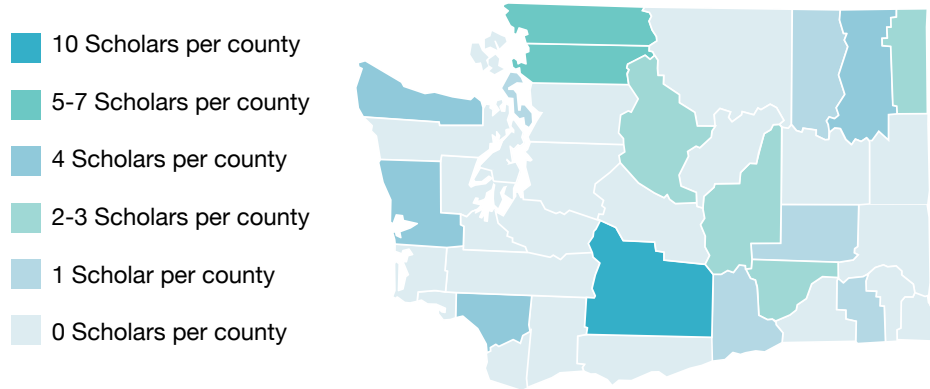 10 Scholars per county
5-7 Scholars per county
4 Scholars per county
2-3 Scholars per county
1 Scholar per county
0 Scholars per county